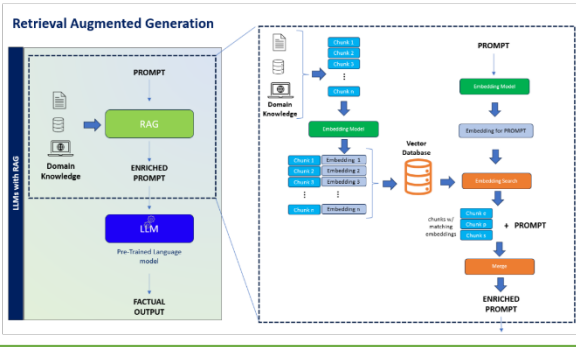 Retrieval Augmented Generation
LLMs with RAG
PROMPT
RAG
Domain
Knowledge
ENRICHED
PROMPT
LLM
Pre-Trained Language
model
FACTUAL
OUTPUT
Domain
Knowledge
Chunk 1
Chunk 2
Chunk 3
⋮
Chunk n
Embedding Model
Chunk 1 Embedding 1
Chunk 2 Embedding 2
Chunk 3 Embedding 3
⋮
Chunk n Embedding n
Vector
Database
PROMPT
Embedding Model
Embedding for PROMPT
Embedding Search
chunks w/
matching
embeddings
Chunk
Chunk p
Chunk
+ PROMPT
Merge
ENRICHED
PROMPT